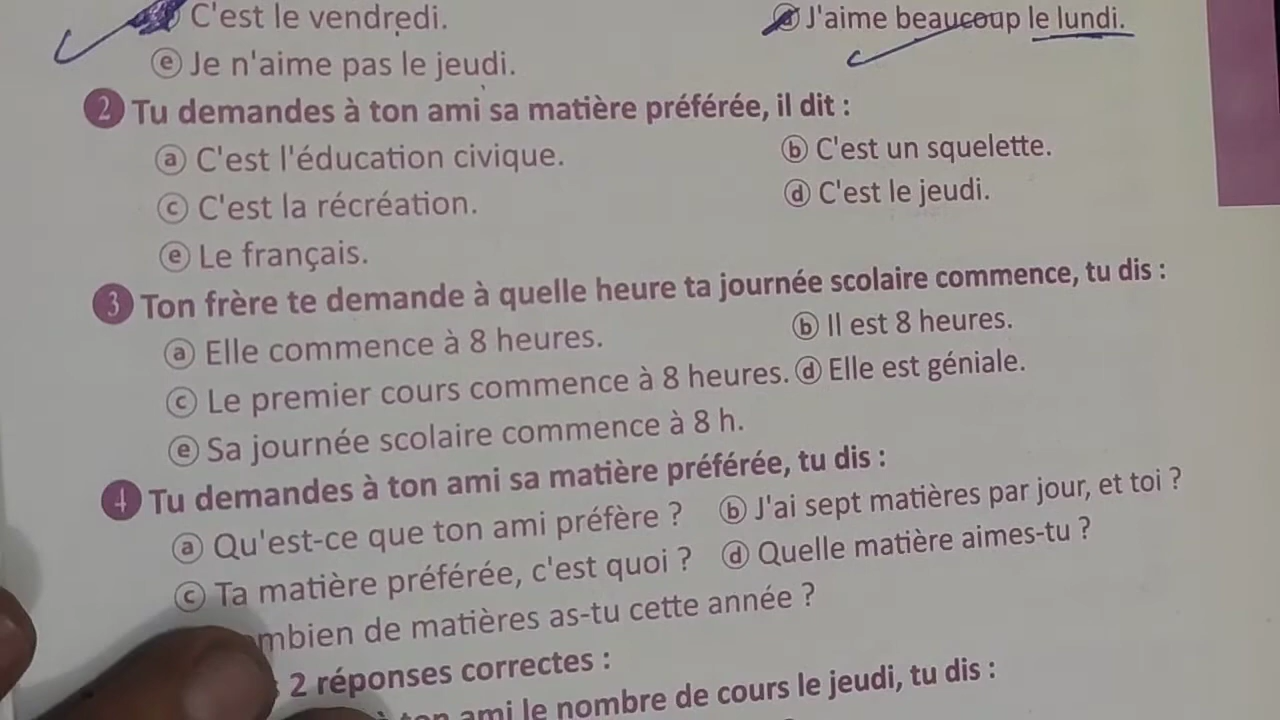 C'est le vendredi.
J'aime beaucoup le lundi.
e Je n'aime pas le jeudi.
2 Tu demandes à ton ami sa matière préférée, il dit :
a C'est l'éducation civique.
b C'est un squelette.
c C'est la récréation.
d C'est le jeudi.
e Le français.
3 Ton frère te demande à quelle heure ta journée scolaire commence, tu dis :
a Elle commence à 8 heures.
b Il est 8 heures.
c Le premier cours commence à 8 heures.
d Elle est géniale.
e Sa journée scolaire commence à 8 h.
4 Tu demandes à ton ami sa matière préférée, tu dis :
a Qu'est-ce que ton ami préfère ?
b J'ai sept matières par jour, et toi ?
c Ta matière préférée, c'est quoi ?
d Quelle matière aimes-tu ?
mbien de matières as-tu cette année ?
2 réponses correctes :
ton ami le nombre de cours le jeudi, tu dis :